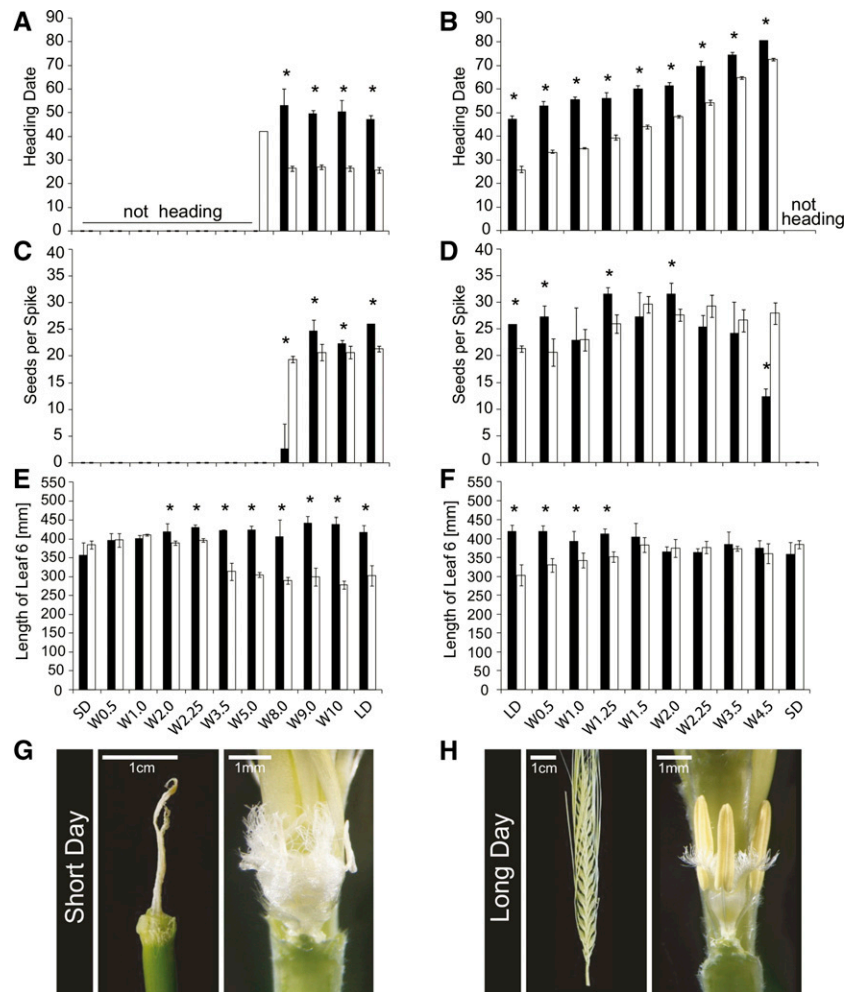 A
Heading Date
90
80
70
60
50
40
30
20
10
0
not heading
* * * *
B
Heading Date
90
80
70
60
50
40
30
20
10
0
* * * * * * * * *
not
heading
C
Seeds per Spike
40
35
30
25
20
15
10
5
0
* * * *
D
Seeds per Spike
40
35
30
25
20
15
10
5
0
* * * * *
E
Length of Leaf 6 [mm]
550
500
450
400
350
300
250
200
150
100
50
0
* * * * * * * *
SD
W0.5
W1.0
W2.0
W2.25
W3.5
W5.0
W8.0
W9.0
W10
LD
F
Length of Leaf 6 [mm]
550
500
450
400
350
300
250
200
150
100
50
0
* * * *
LD
W0.5
W1.0
W1.25
W1.5
W2.0
W2.25
W3.5
W4.5
SD
G
Short Day
1cm
1mm
H
Long Day
1cm
1mm